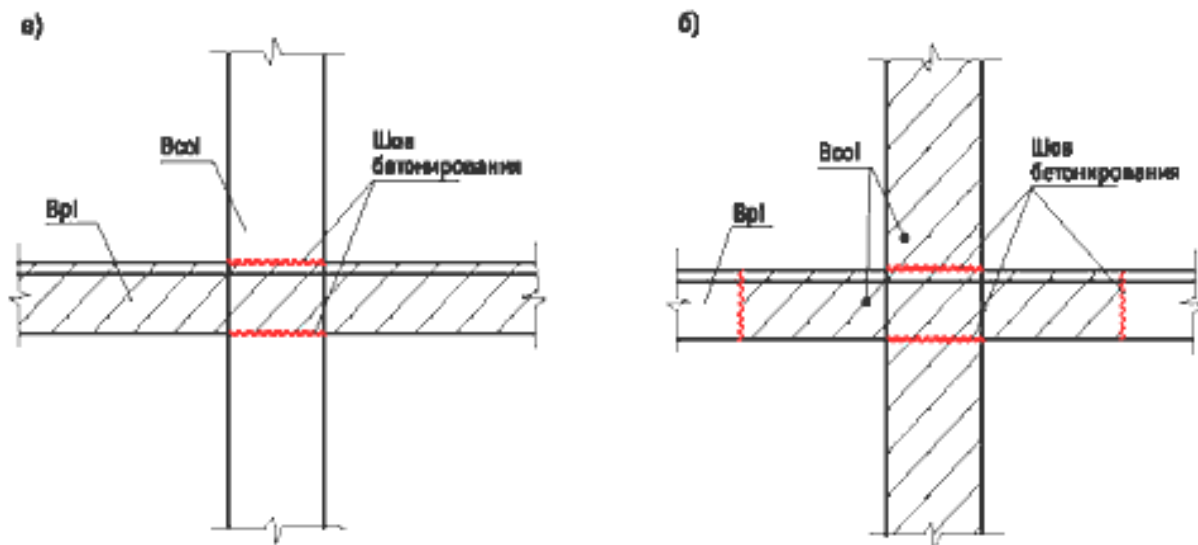 а)
Bcol
Шов
бетонирования
Bpl
б)
Bcol
Шов
бетонирования
Bpl